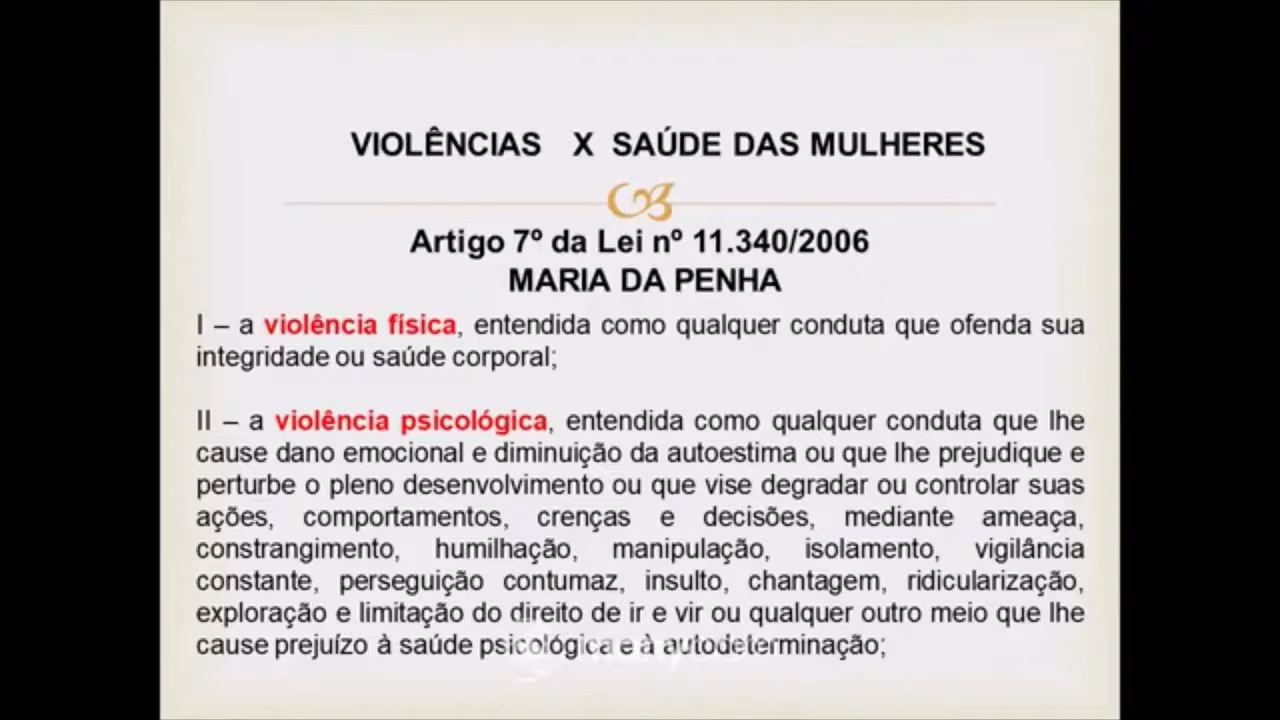 VIOLÊNCIAS X SAÚDE DAS MULHERES
Artigo 7º da Lei nº 11.340/2006
MARIA DA PENHA
I – a violência física, entendida como qualquer conduta que ofenda sua
integridade ou saúde corporal;
II – a violência psicológica, entendida como qualquer conduta que lhe
cause dano emocional e diminuição da autoestima ou que lhe prejudique e
perturbe o pleno desenvolvimento ou que vise degradar ou controlar suas
ações, comportamentos, crenças e decisões, mediante ameaça,
constrangimento, humilhação, manipulação, isolamento, vigilância
constante, perseguição contumaz, insulto, chantagem, ridicularização,
exploração e limitação do direito de ir e vir ou qualquer outro meio que lhe
cause prejuízo à saúde psicológica e à autodeterminação;